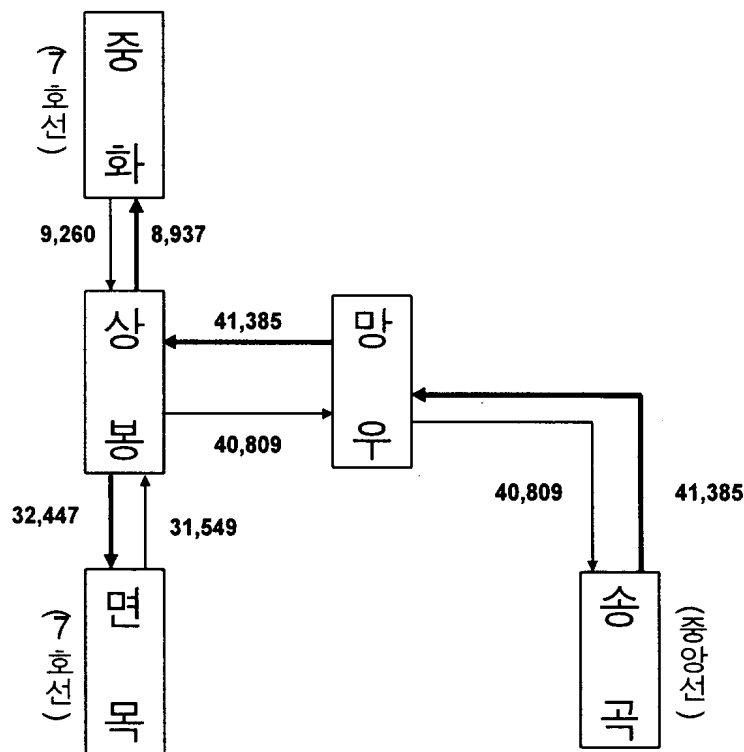 중화
(7호선)
9,260
8,937
상봉
41,385
망우
40,809
40,809
41,385
32,447
31,549
면목
(7호선)
송곡
(중앙선)